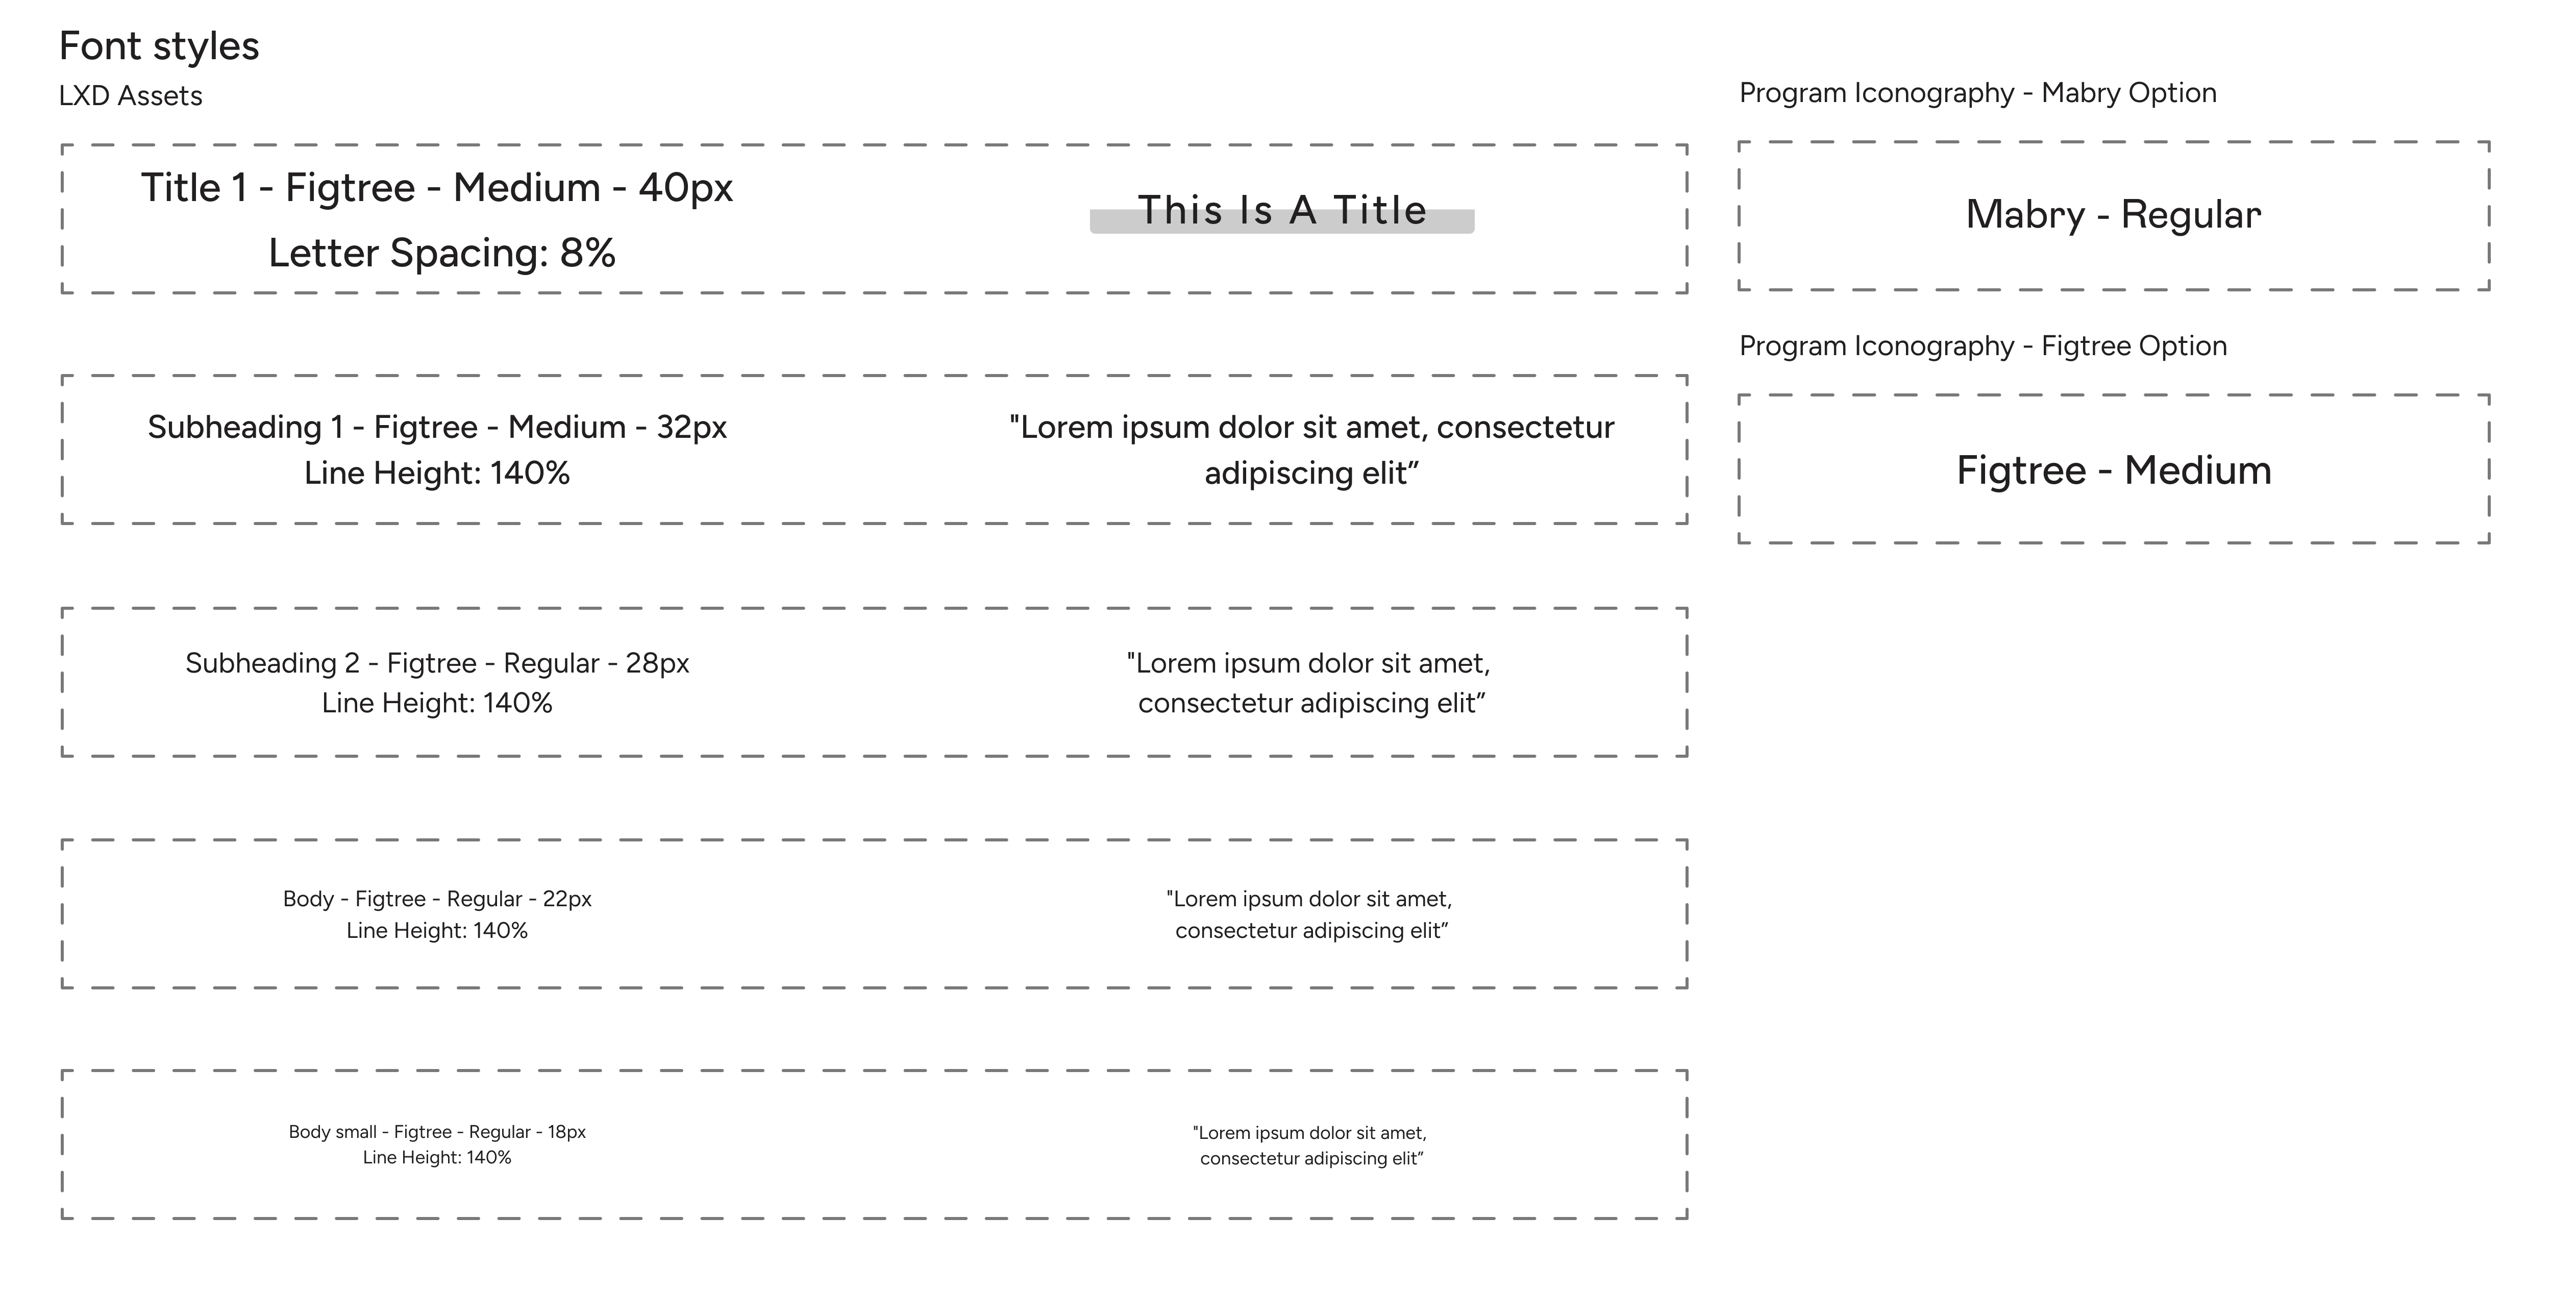 Font styles
LXD Assets
Title 1 - Figtree - Medium - 40px
Letter Spacing: 8%
This Is A Title
Subheading 1 - Figtree - Medium - 32px
Line Height: 140%
"Lorem ipsum dolor sit amet, consectetur
adipiscing elit”
Subheading 2 - Figtree - Regular - 28px
Line Height: 140%
"Lorem ipsum dolor sit amet,
consectetur adipiscing elit”
Body - Figtree - Regular - 22px
Line Height: 140%
"Lorem ipsum dolor sit amet,
consectetur adipiscing elit”
Body small - Figtree - Regular - 18px
Line Height: 140%
"Lorem ipsum dolor sit amet,
consectetur adipiscing elit”
Program Iconography - Mabry Option
Mabry - Regular
Program Iconography - Figtree Option
Figtree - Medium